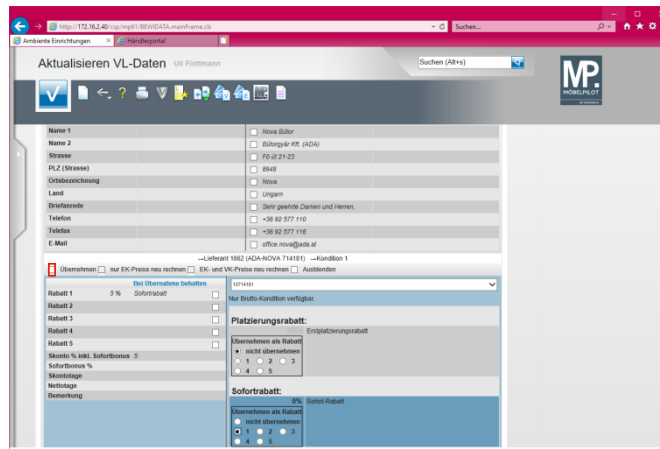 http://172.16.2.40/csp/mp61/BEWIDATA.mainFrame.cls
Suchen...
Ambiente Einrichtungen
Händlerportal
Aktualisieren VL-Daten Uli Flottmann
Suchen (Alt+s)
MP.
MÖBELPILOT
Name 1 Nova Bútor
Name 2 Bútorgyár Kft. (ADA)
Strasse Fö út 21-23
PLZ (Strasse) 8948
Ortsbezeichnung Nova
Land Ungarn
Briefanrede Sehr geehrte Damen und Herren,
Telefon +36 92 577 110
Telefax +36 92 577 116
E-Mail office.nova@ada.at
→Lieferant 1862 (ADA-NOVA 714181) →Kondition 1
Übernehmen nur EK-Preise neu rechnen EK- und VK-Preise neu rechnen Ausblenden
Bei Übernahme behalten
Rabatt 1 5 % Sofortrabatt
Rabatt 2
Rabatt 3
Rabatt 4
Rabatt 5
Skonto % inkl. Sofortbonus 5
Sofortbonus %
Skontotage
Nettotage
Bemerkung
Nur Brutto-Kondition verfügbar.
Platzierungsrabatt:
Erstplatzierungsrabatt
Übernehmen als Rabatt
nicht übernehmen
1 2 3
4 5
Sofortrabatt:
0% Sofort-Rabatt
Übernehmen als Rabatt
nicht übernehmen
1 2 3
4 5